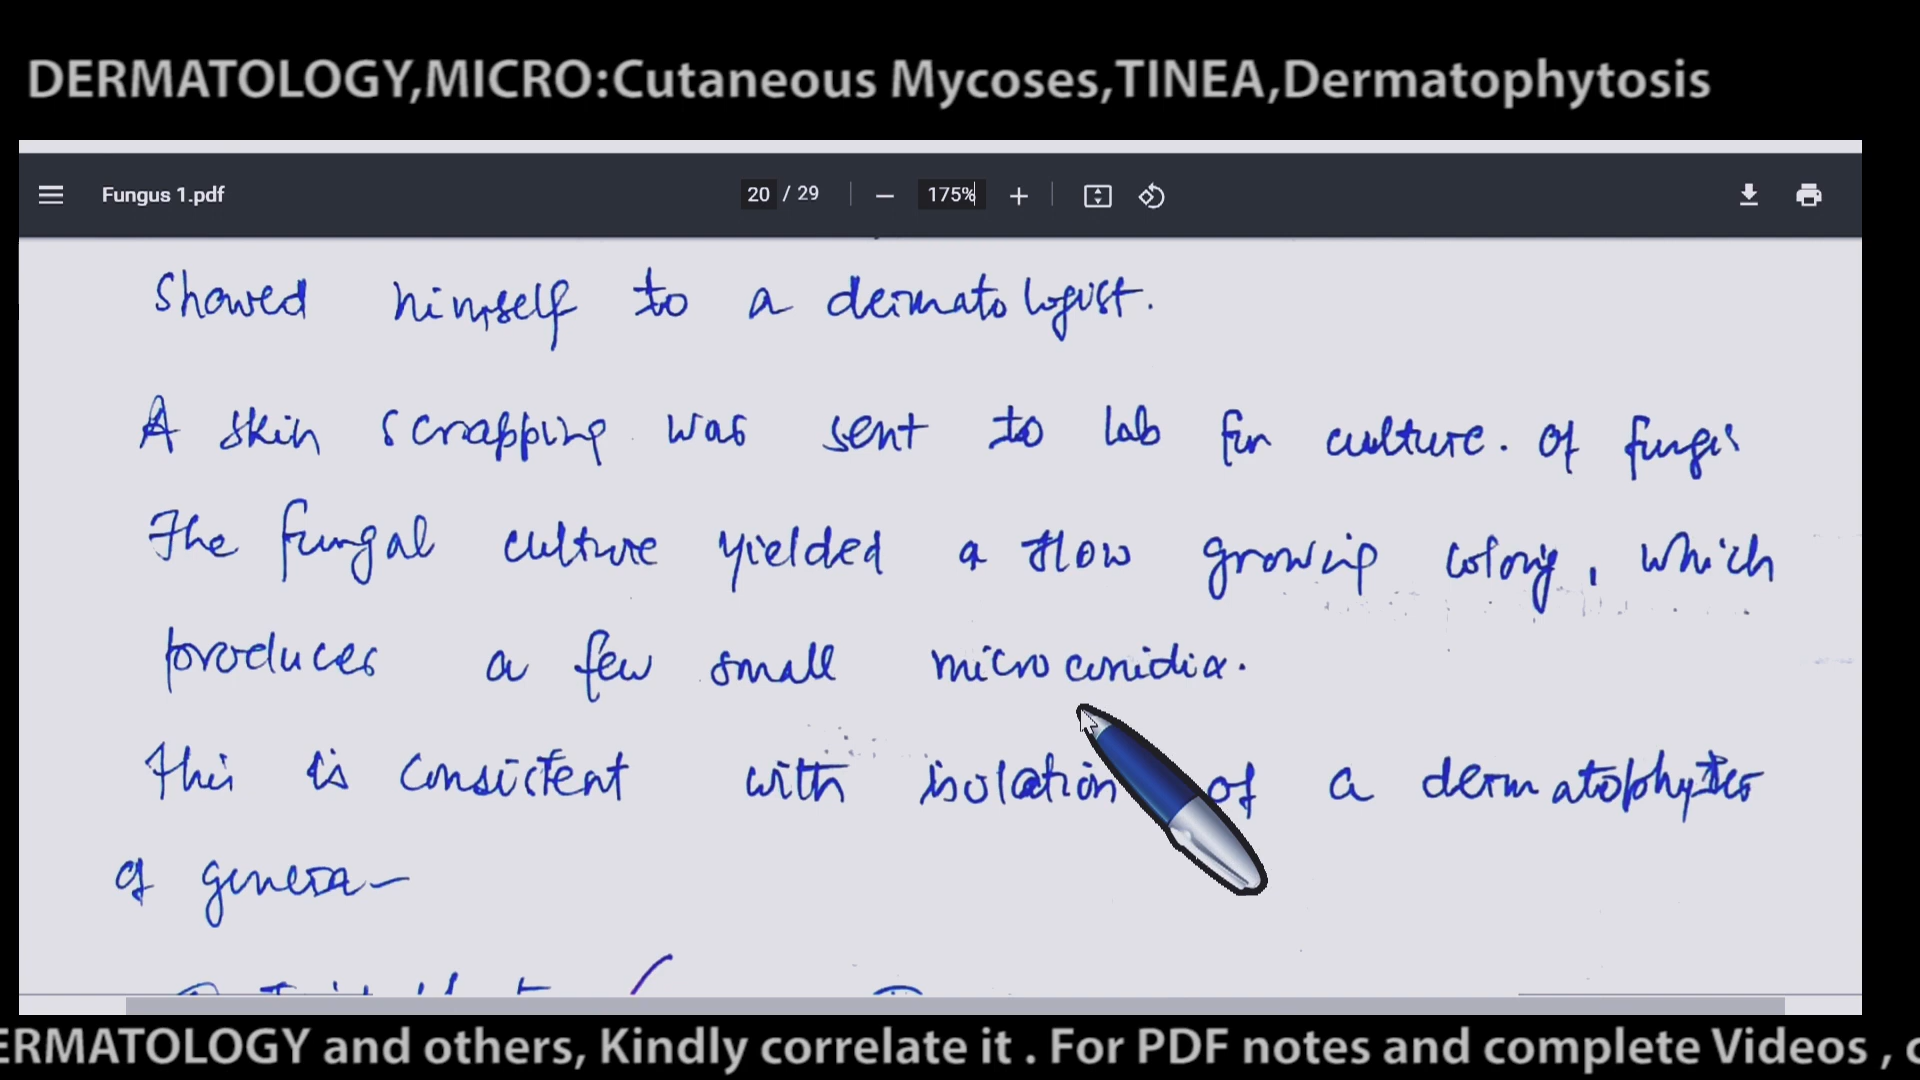 DERMATOLOGY,MICRO:Cutaneous Mycoses,TINEA,Dermatophytosis
Fungus 1.pdf 20 / 29 175%
Showed himself to a dermatologist.
A skin scrapping was sent to lab for culture. of fungi
The fungal culture yielded a slow growing colony, which
produces a few small microconidia.
This is consistent with isolation of a dermatophytes
of genera-
ERMATOLOGY and others, Kindly correlate it . For PDF notes and complete Videos , c